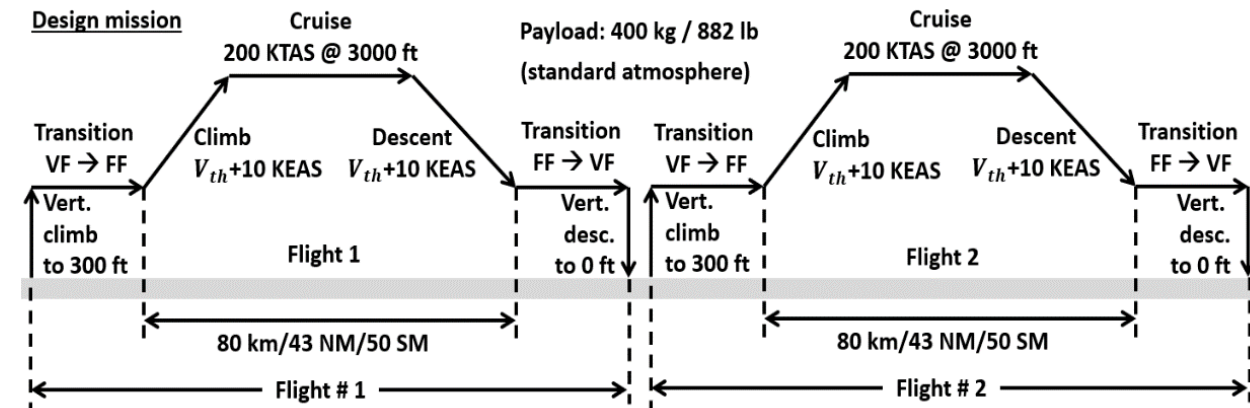 Design mission
Cruise
200 KTAS @ 3000 ft
Payload: 400 kg / 882 lb
(standard atmosphere)
Cruise
200 KTAS @ 3000 ft
Transition
VF → FF
Climb
V_th+10 KEAS
Descent
V_th+10 KEAS
Transition
FF → VF
Transition
VF → FF
Climb
V_th+10 KEAS
Descent
V_th+10 KEAS
Transition
FF → VF
Vert.
climb
to 300 ft
Flight 1
Vert.
desc.
to 0 ft
Vert.
climb
to 300 ft
Flight 2
Vert.
desc.
to 0 ft
80 km/43 NM/50 SM
80 km/43 NM/50 SM
Flight # 1
Flight # 2